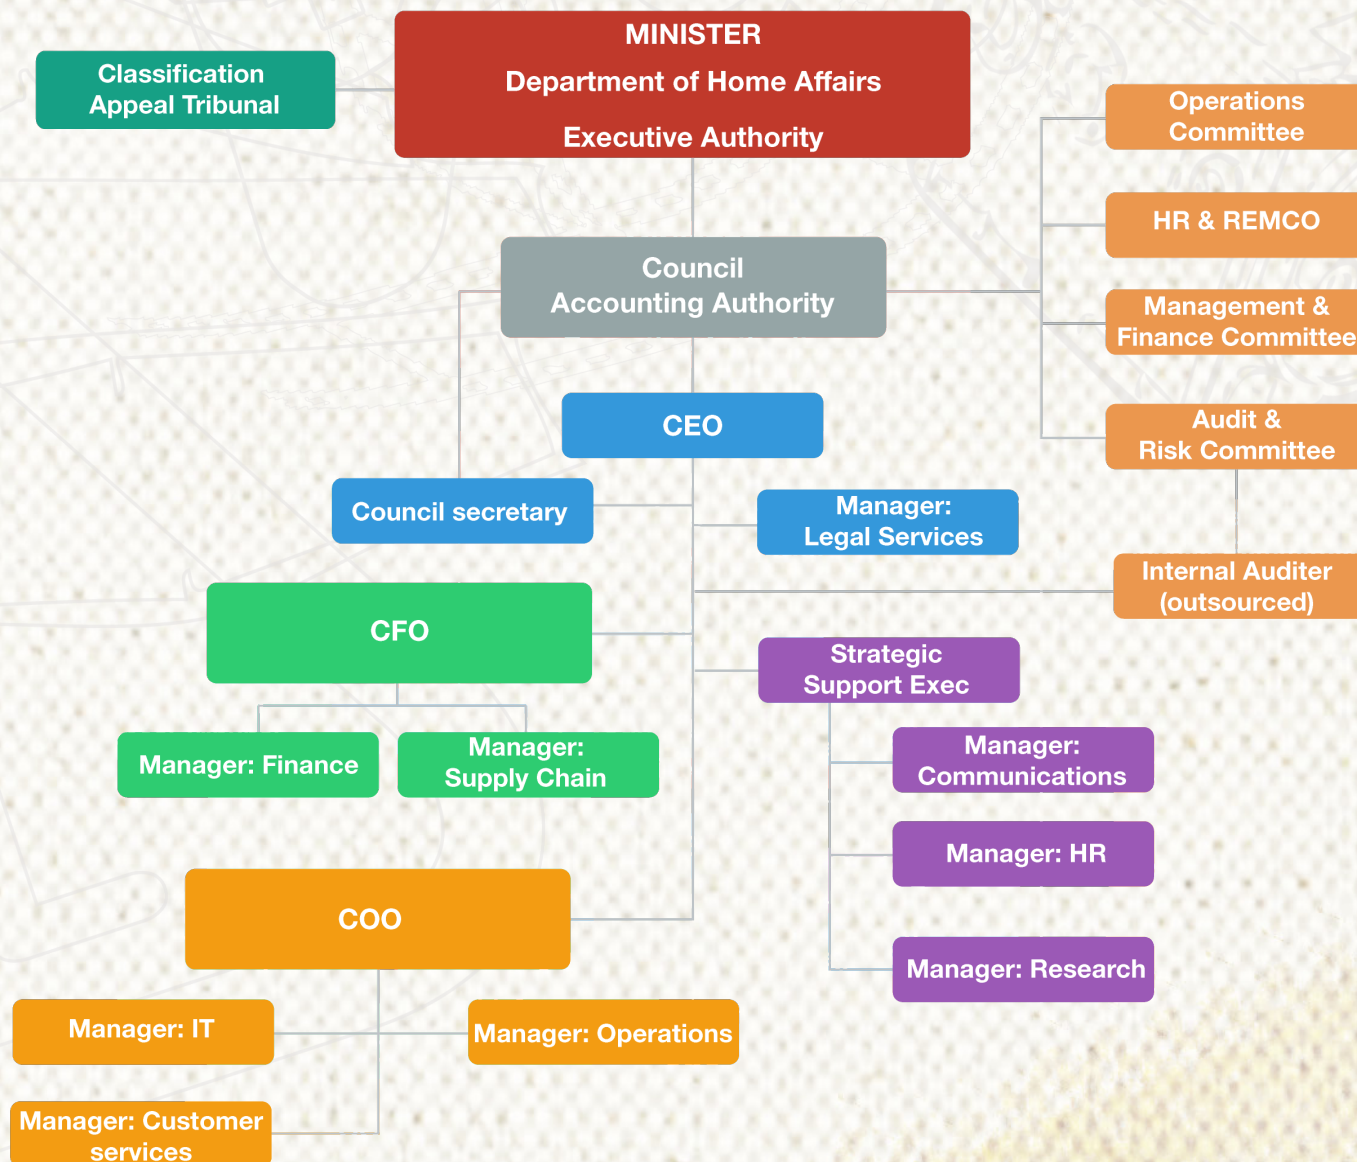 MINISTER
Department of Home Affairs
Executive Authority
Classification
Appeal Tribunal
Operations
Committee
HR & REMCO
Management &
Finance Committee
Audit &
Risk Committee
Internal Auditer
(outsourced)
Council
Accounting Authority
CEO
Council secretary
Manager:
Legal Services
CFO
Manager: Finance
Manager:
Supply Chain
Strategic
Support Exec
Manager:
Communications
Manager: HR
Manager: Research
COO
Manager: IT
Manager: Operations
Manager: Customer
services